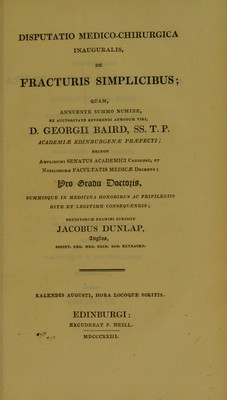 DISPUTATIO MEDICO-CHIRURGICA
INAUGURALIS,
DE
FRACTURIS SIMPLICIBUS;
QUAM,
ANNUENTE SUMMO NUMINE,
EX AUCTORITATE REVERENDI ADMODUM VIRI,
D. GEORGII BAIRD, SS. T. P.
ACADEMIÆ EDINBURGENÆ PRÆFECTI;
NECNON
AMPLISSIMI SENATUS ACADEMICI CONSENSU, ET
NOBILISSIMÆ FACULTATIS MEDICÆ DECRETO;
Pro Gradu Doctoris,
SUMMISQUE IN MEDICINA HONORIBUS AC PRIVILEGIIS
RITE ET LEGITIME CONSEQUENDIS;
ERUDITORUM EXAMINI SUBJICIT
JACOBUS DUNLAP,
Anglus,
SOCIET. REG. MED. EDIN. SOC. EXTRAORD.
KALENDIS AUGUSTI, HORA LOCOQUE SOLITIS.
EDINBURGI:
EXCUDEBAT P. NEILL.
MDCCCXXIII.